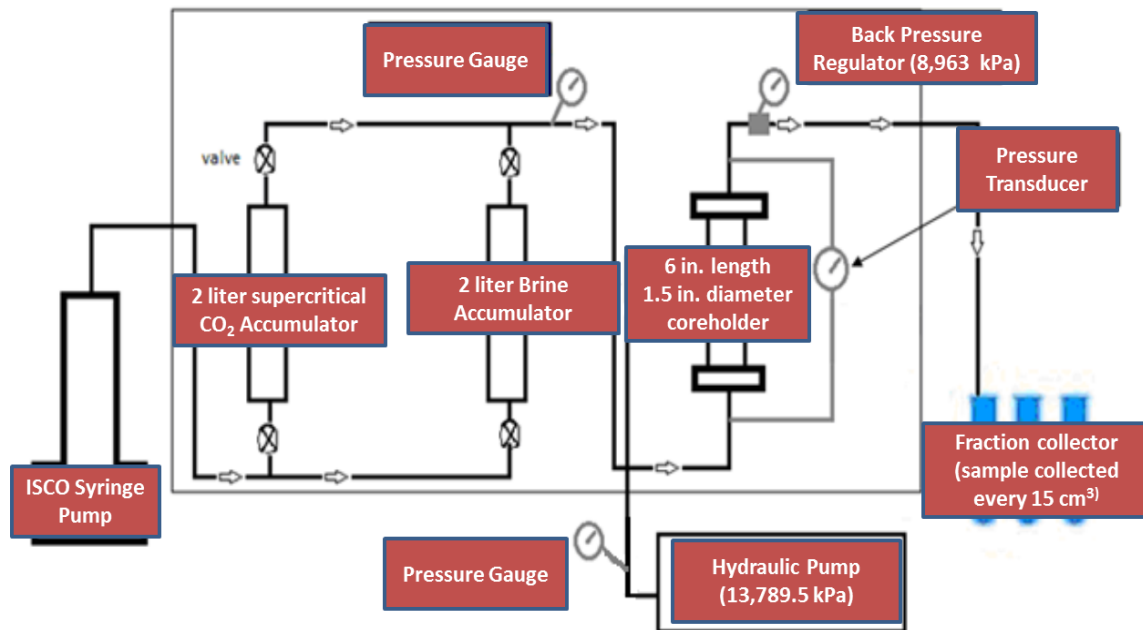 Pressure Gauge
Back Pressure
Regulator (8,963 kPa)
valve
Pressure
Transducer
2 liter supercritical
CO₂ Accumulator
2 liter Brine
Accumulator
6 in. length
1.5 in. diameter
coreholder
ISCO Syringe
Pump
Fraction collector
(sample collected
every 15 cm³⁾
Pressure Gauge
Hydraulic Pump
(13,789.5 kPa)